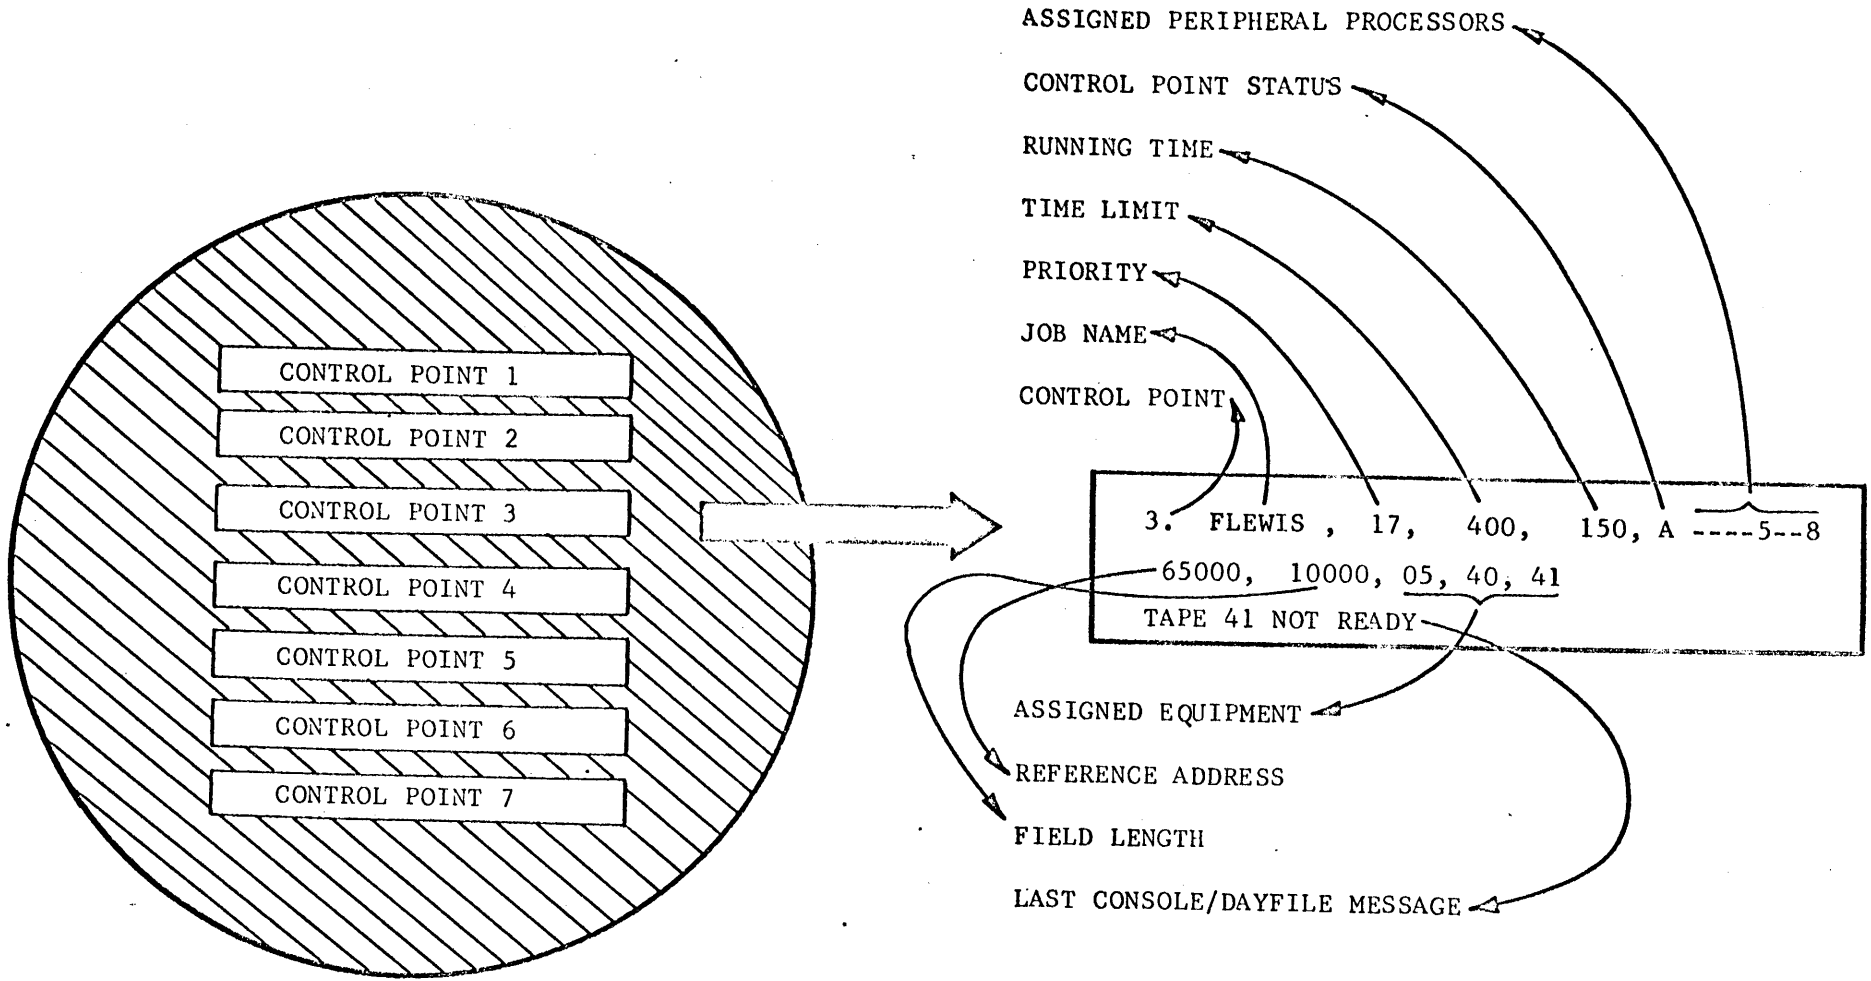 ASSIGNED PERIPHERAL PROCESSORS
CONTROL POINT STATUS
RUNNING TIME
TIME LIMIT
PRIORITY
JOB NAME
CONTROL POINT
CONTROL POINT 1
CONTROL POINT 2
CONTROL POINT 3
CONTROL POINT 4
CONTROL POINT 5
CONTROL POINT 6
CONTROL POINT 7
3. FLEWIS , 17, 400, 150, A ----5--8
65000, 10000, 05, 40, 41
TAPE 41 NOT READY
ASSIGNED EQUIPMENT
REFERENCE ADDRESS
FIELD LENGTH
LAST CONSOLE/DAYFILE MESSAGE